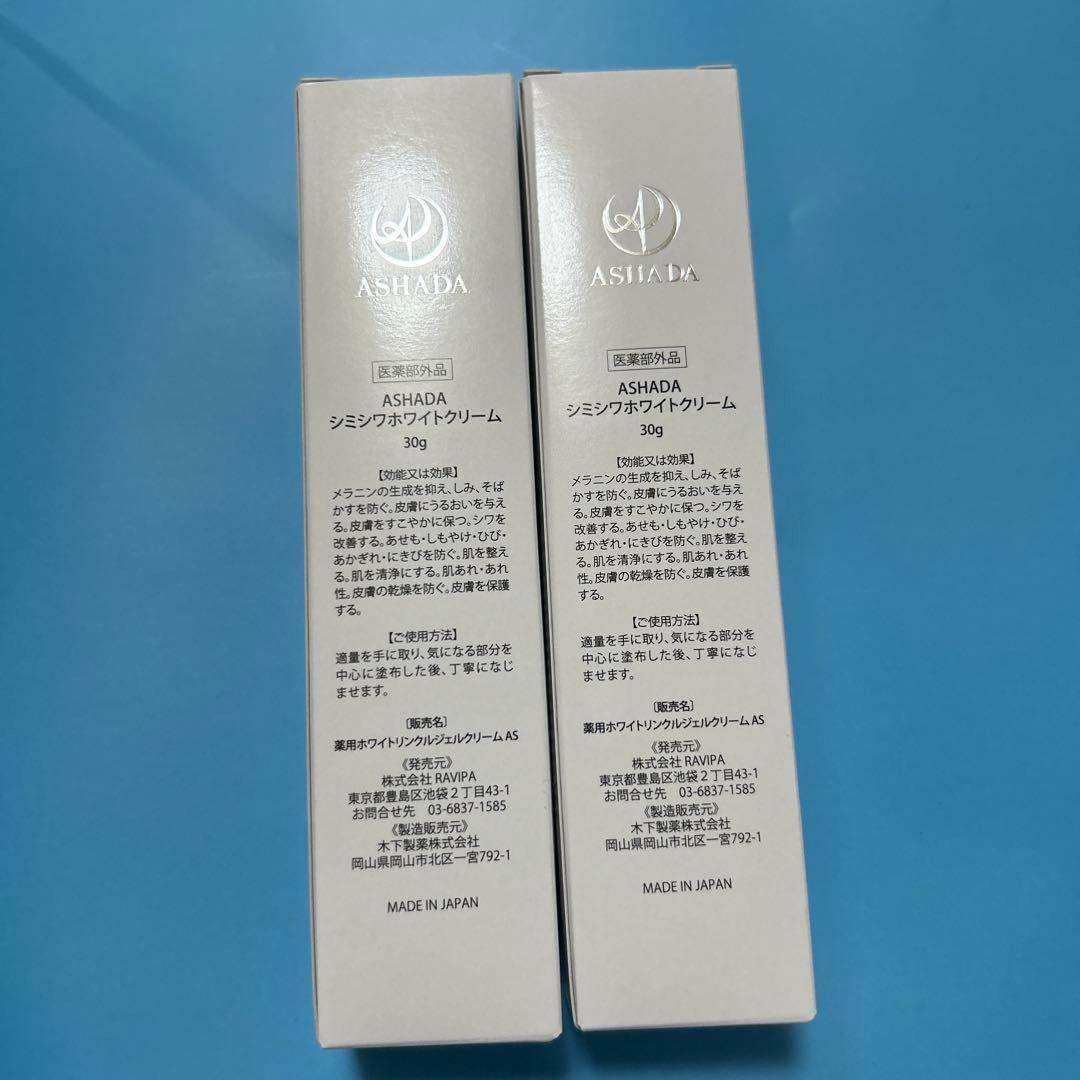 ASHADA
医薬部外品
ASHADA
シミシワホワイトクリーム
30g
【効能又は効果】
メラニンの生成を抑え、しみ、そば
かすを防ぐ。皮膚にうるおいを与え
る。皮膚をすこやかに保つ。シワを
改善する。あせも・しもやけ・ひび・
あかぎれ・にきびを防ぐ。肌を整え
る。肌を清浄にする。肌あれ・あれ
性。皮膚の乾燥を防ぐ。皮膚を保護
する。
【ご使用方法】
適量を手に取り、気になる部分を
中心に塗布した後、丁寧になじ
ませます。
〔販売名〕
薬用ホワイトリンクルジェルクリーム AS
《発売元》
株式会社 RAVIPA
東京都豊島区池袋２丁目43-1
お問合せ先　03-6837-1585
《製造販売元》
木下製薬株式会社
岡山県岡山市北区一宮792-1
MADE IN JAPAN
ASHADA
医薬部外品
ASHADA
シミシワホワイトクリーム
30g
【効能又は効果】
メラニンの生成を抑え、しみ、そば
かすを防ぐ。皮膚にうるおいを与え
る。皮膚をすこやかに保つ。シワを
改善する。あせも・しもやけ・ひび・
あかぎれ・にきびを防ぐ。肌を整え
る。肌を清浄にする。肌あれ・あれ
性。皮膚の乾燥を防ぐ。皮膚を保護
する。
【ご使用方法】
適量を手に取り、気になる部分を
中心に塗布した後、丁寧になじ
ませます。
〔販売名〕
薬用ホワイトリンクルジェルクリーム AS
《発売元》
株式会社 RAVIPA
東京都豊島区池袋２丁目43-1
お問合せ先　03-6837-1585
《製造販売元》
木下製薬株式会社
岡山県岡山市北区一宮792-1
MADE IN JAPAN